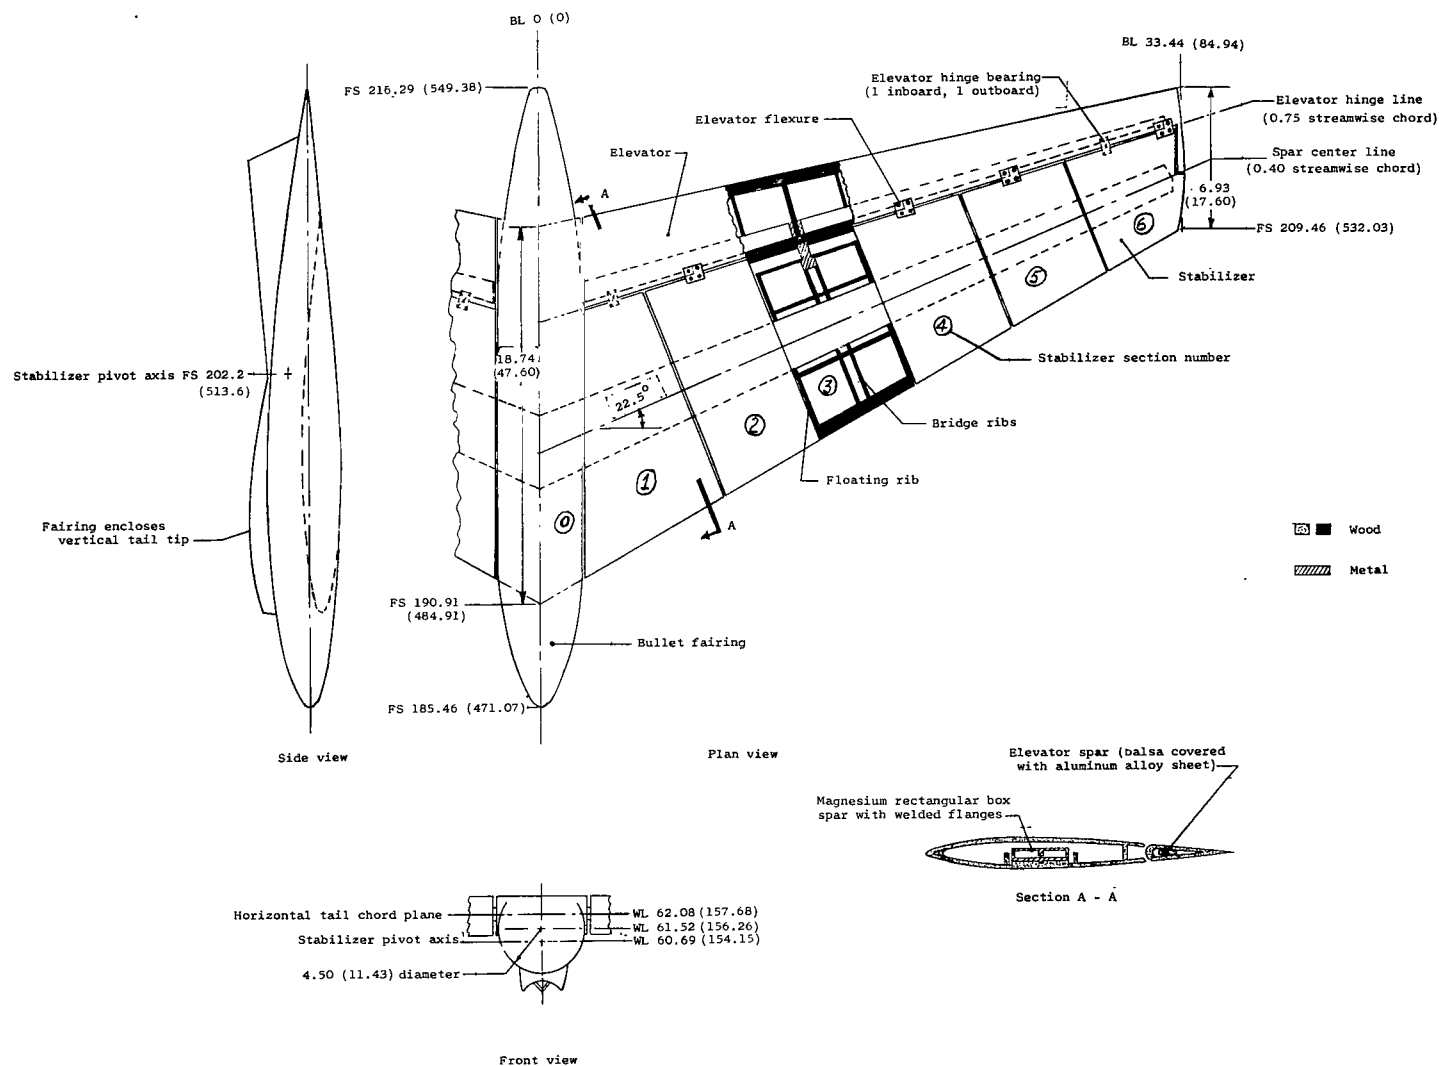 BL 0 (0)
BL 33.44 (84.94)
FS 216.29 (549.38)
Elevator hinge bearing
(1 inboard, 1 outboard)
Elevator hinge line
(0.75 streamwise chord)
Elevator flexure
Elevator
Spar center line
(0.40 streamwise chord)
A
6.93
(17.60)
FS 209.46 (532.03)
6
Stabilizer
5
4
Stabilizer section number
18.74
(47.60)
Stabilizer pivot axis FS 202.2
(513.6)
22.5°
3
2
Bridge ribs
Floating rib
1
0
A
Fairing encloses
vertical tail tip
Wood
Metal
FS 190.91
(484.91)
Bullet fairing
FS 185.46 (471.07)
Side view
Plan view
Elevator spar (balsa covered
with aluminum alloy sheet)
Magnesium rectangular box
spar with welded flanges
Section A - A
Horizontal tail chord plane
WL 62.08 (157.68)
WL 61.52 (156.26)
Stabilizer pivot axis
WL 60.69 (154.15)
4.50 (11.43) diameter
Front view